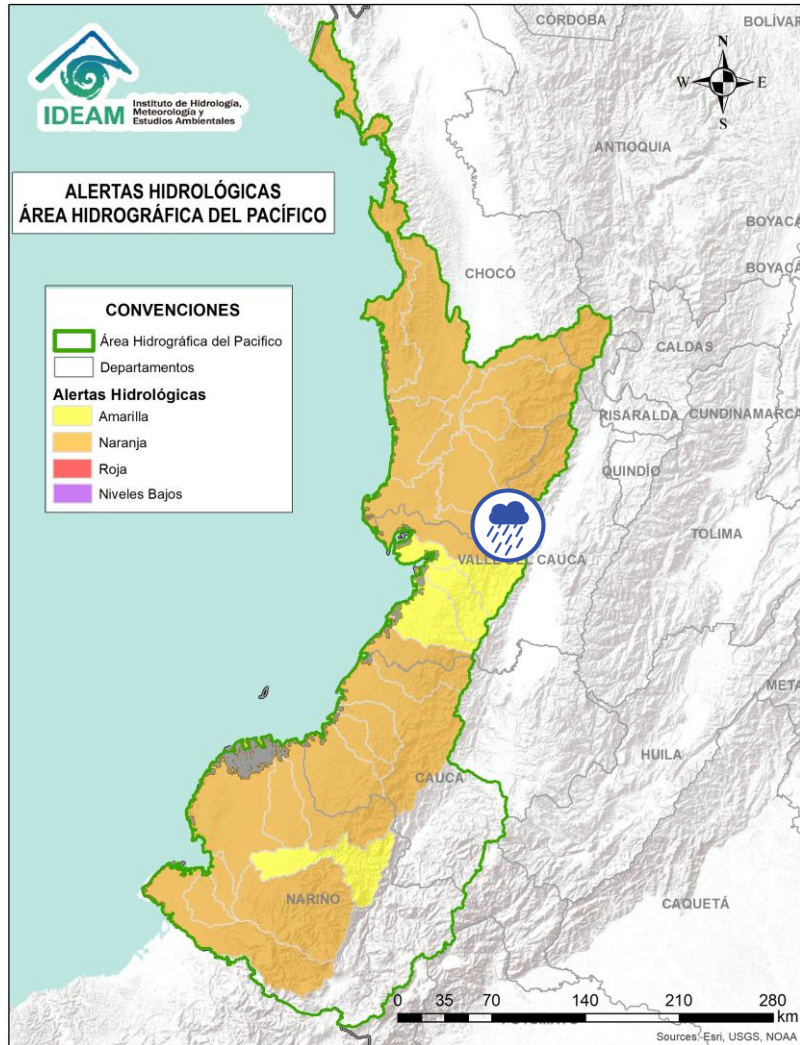 IDEAM
Instituto de Hidrología,
Meteorología y
Estudios Ambientales
ALERTAS HIDROLÓGICAS
ÁREA HIDROGRÁFICA DEL PACÍFICO
CONVENCIONES
Área Hidrográfica del Pacifico
Departamentos
Alertas Hidrológicas
Amarilla
Naranja
Roja
Niveles Bajos
N
W
E
S
CÓRDOBA
BOLÍVAR
ANTIOQUIA
BOYACÁ
BOYACÁ
CHOCÓ
CALDAS
RISARALDA
CUNDINAMARCA
QUINDÍO
TOLIMA
VALLE DEL CAUCA
META
HUILA
CAUCA
NARIÑO
CAQUETÁ
0 35 70 140 210 280
km
Sources: Esri, USGS, NOAA